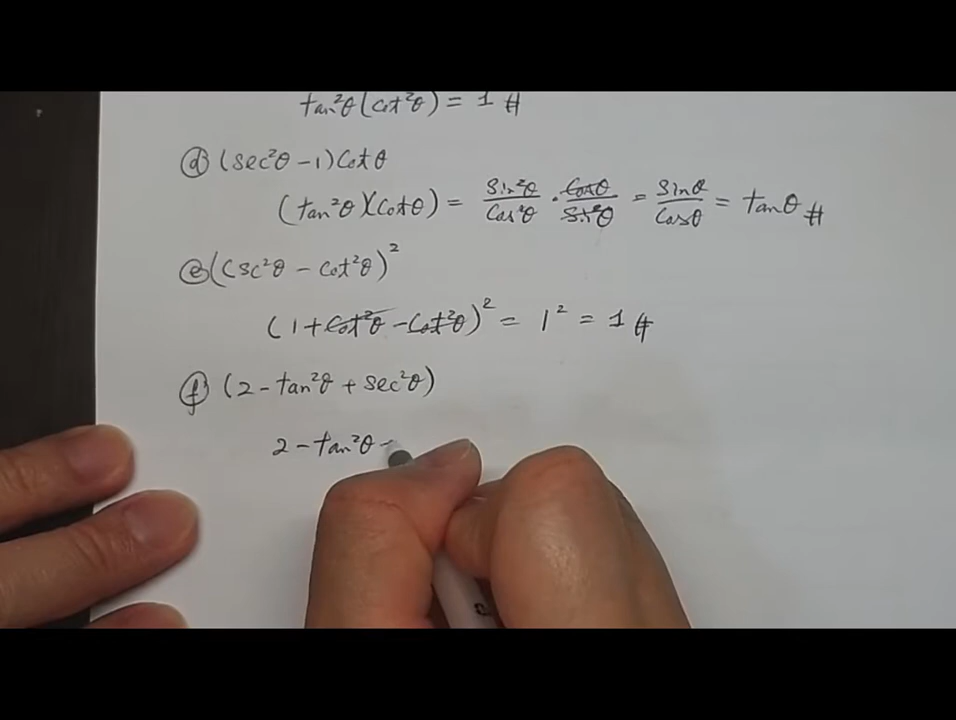 tan²θ(cot²θ) = 1 #
ⓓ (sec²θ - 1)Cotθ
(tan²θ)(Cotθ) = Sin²θ/Cos²θ · Cosθ/Sinθ = Sinθ/Cosθ = tanθ #
ⓔ (Csc²θ - Cot²θ)²
(1 + Cot²θ - Cot²θ)² = 1² = 1 #
ⓕ (2 - tan²θ + Sec²θ)
2 - tan²θ -